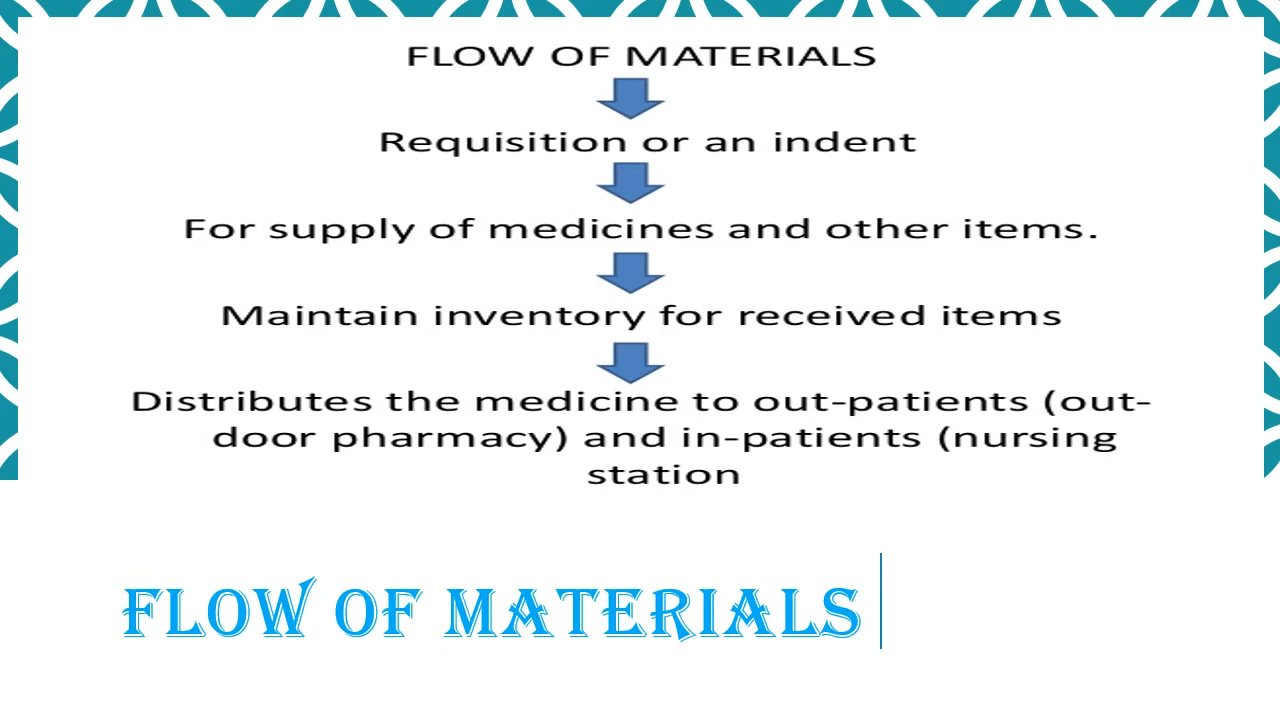 FLOW OF MATERIALS
Requisition or an indent
For supply of medicines and other items.
Maintain inventory for received items
Distributes the medicine to out-patients (out-
door pharmacy) and in-patients (nursing
station
FLOW OF MATERIALS